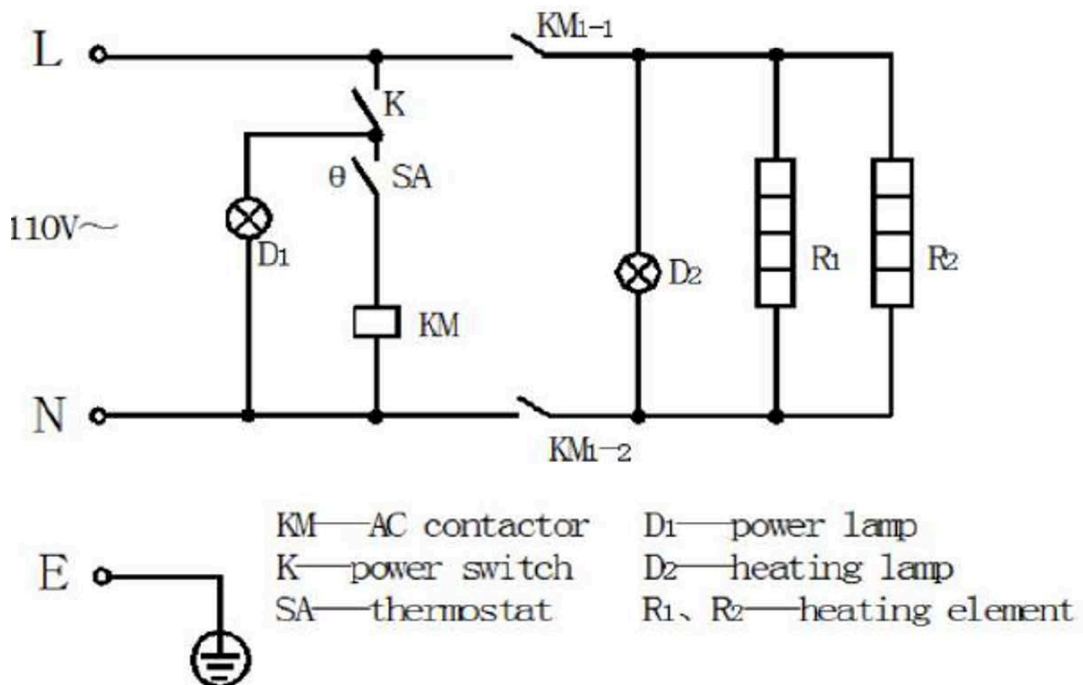 L
KM1-1
K
θ SA
110V～
D1
D2
R1
R2
KM
N
KM1-2
KM——AC contactor D1——power lamp
E
K——power switch D2——heating lamp
SA——thermostat R1、R2——heating element